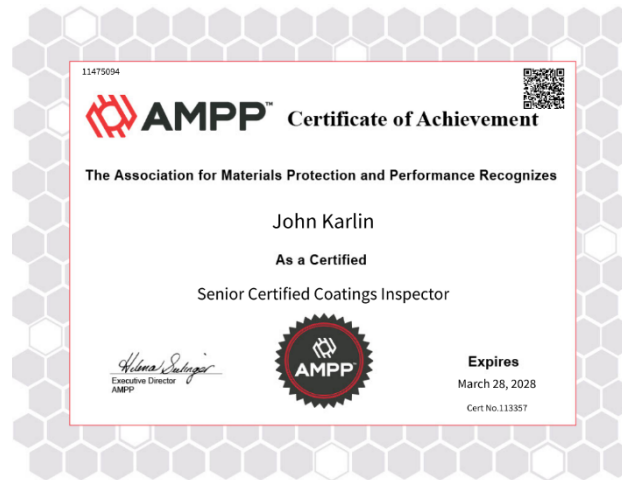 11475094
AMPP™ Certificate of Achievement
The Association for Materials Protection and Performance Recognizes
John Karlin
As a Certified
Senior Certified Coatings Inspector
Executive Director
AMPP
AMPP
Expires
March 28, 2028
Cert No.113357